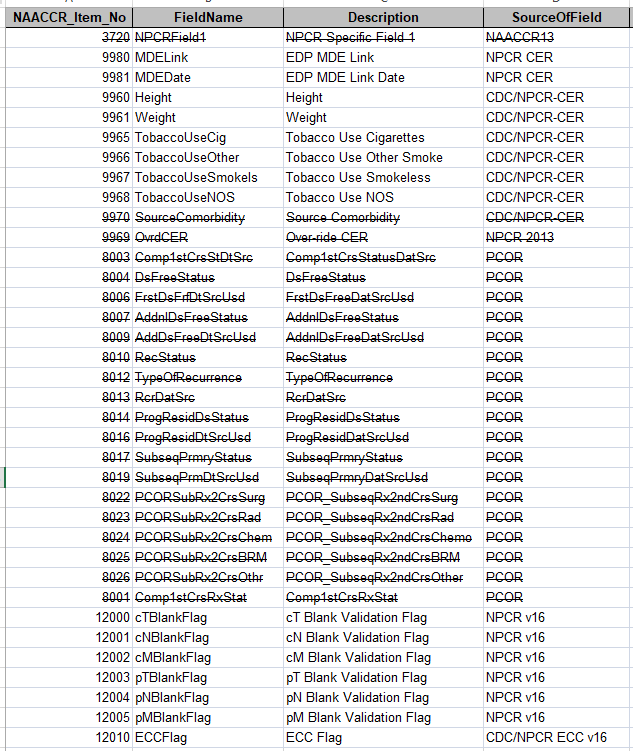 NAACCR_Item_No FieldName Description SourceOfField
3720 NPCRField1 NPCR Specific Field 1 NAACCR13
9980 MDELink EDP MDE Link NPCR CER
9981 MDEDate EDP MDE Link Date NPCR CER
9960 Height Height CDC/NPCR-CER
9961 Weight Weight CDC/NPCR-CER
9965 TobaccoUseCig Tobacco Use Cigarettes CDC/NPCR-CER
9966 TobaccoUseOther Tobacco Use Other Smoke CDC/NPCR-CER
9967 TobaccoUseSmokels Tobacco Use Smokeless CDC/NPCR-CER
9968 TobaccoUseNOS Tobacco Use NOS CDC/NPCR-CER
9970 SourceComorbidity Source Comorbidity CDC/NPCR-CER
9969 OvrdCER Over-ride CER NPCR 2013
8003 Comp1stCrsStDtSrc Comp1stCrsStatusDatSrc PCOR
8004 DsFreeStatus DsFreeStatus PCOR
8006 FrstDsFrfDtSrcUsd FrstDsFreeDatSrcUsd PCOR
8007 AddnlDsFreeStatus AddnlDsFreeStatus PCOR
8009 AddDsFreeDtSrcUsd AddnlDsFreeDatSrcUsd PCOR
8010 RecStatus RecStatus PCOR
8012 TypeOfRecurrence TypeOfRecurrence PCOR
8013 RcrDatSrc RcrDatSrc PCOR
8014 ProgResidDsStatus ProgResidDsStatus PCOR
8016 ProgResidDtSrcUsd ProgResidDatSrcUsd PCOR
8017 SubseqPrmryStatus SubseqPrmryStatus PCOR
8019 SubseqPrmDtSrcUsd SubseqPrmryDatSrcUsd PCOR
8022 PCORSubRx2CrsSurg PCOR_SubseqRx2ndCrsSurg PCOR
8023 PCORSubRx2CrsRad PCOR_SubseqRx2ndCrsRad PCOR
8024 PCORSubRx2CrsChem PCOR_SubseqRx2ndCrsChemo PCOR
8025 PCORSubRx2CrsBRM PCOR_SubseqRx2ndCrsBRM PCOR
8026 PCORSubRx2CrsOthr PCOR_SubseqRx2ndCrsOther PCOR
8001 Comp1stCrsRxStat Comp1stCrsRxStat PCOR
12000 cTBlankFlag cT Blank Validation Flag NPCR v16
12001 cNBlankFlag cN Blank Validation Flag NPCR v16
12002 cMBlankFlag cM Blank Validation Flag NPCR v16
12003 pTBlankFlag pT Blank Validation Flag NPCR v16
12004 pNBlankFlag pN Blank Validation Flag NPCR v16
12005 pMBlankFlag pM Blank Validation Flag NPCR v16
12010 ECCFlag ECC Flag CDC/NPCR ECC v16